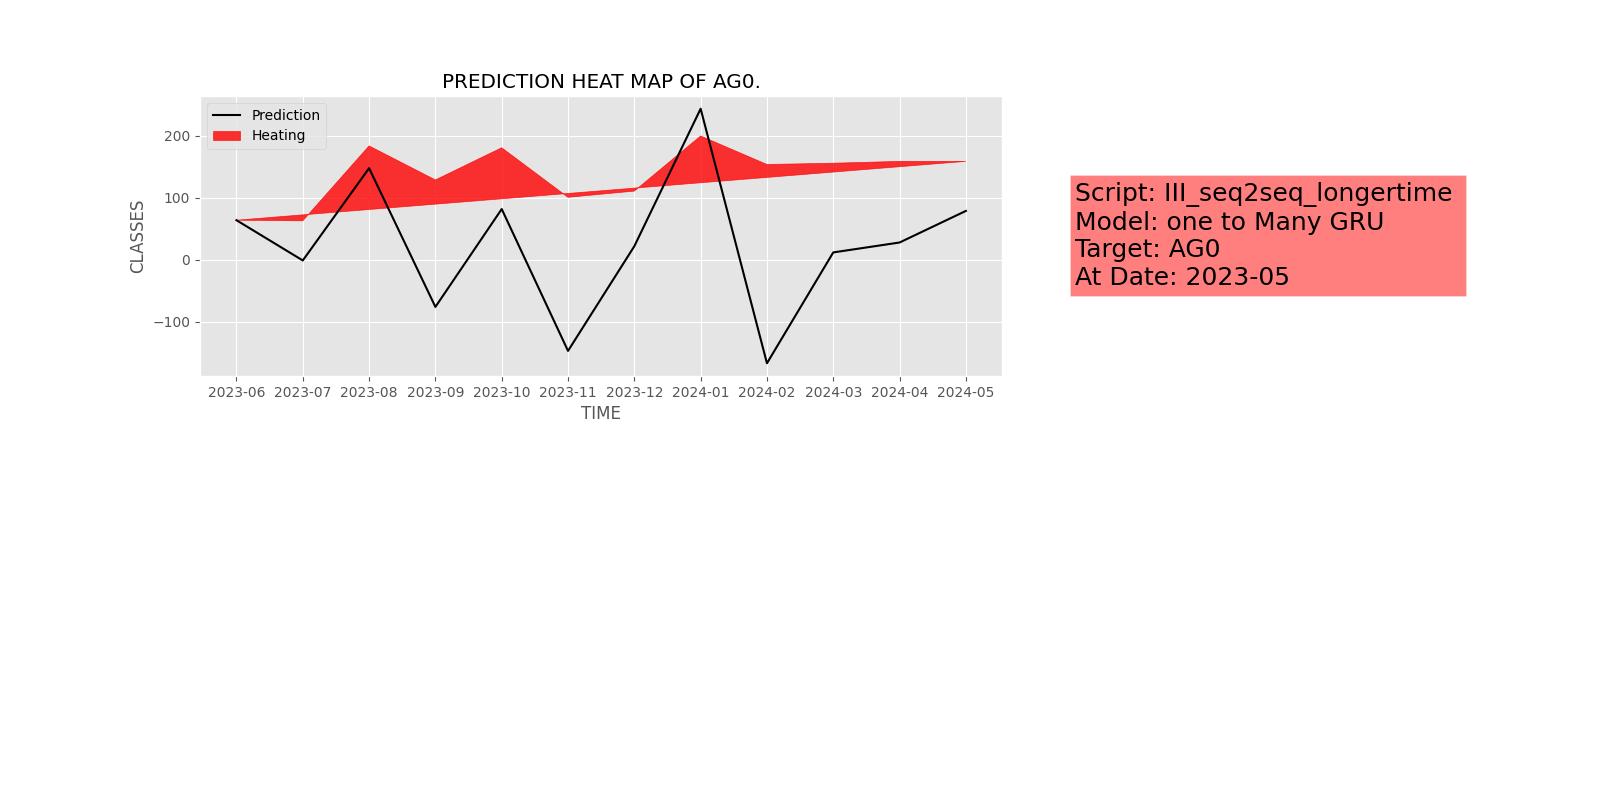 PREDICTION HEAT MAP OF AG0.
Prediction
Heating
CLASSES
200
100
0
−100
2023-06 2023-07 2023-08 2023-09 2023-10 2023-11 2023-12 2024-01 2024-02 2024-03 2024-04 2024-05
TIME
Script: III_seq2seq_longertime
Model: one to Many GRU
Target: AG0
At Date: 2023-05